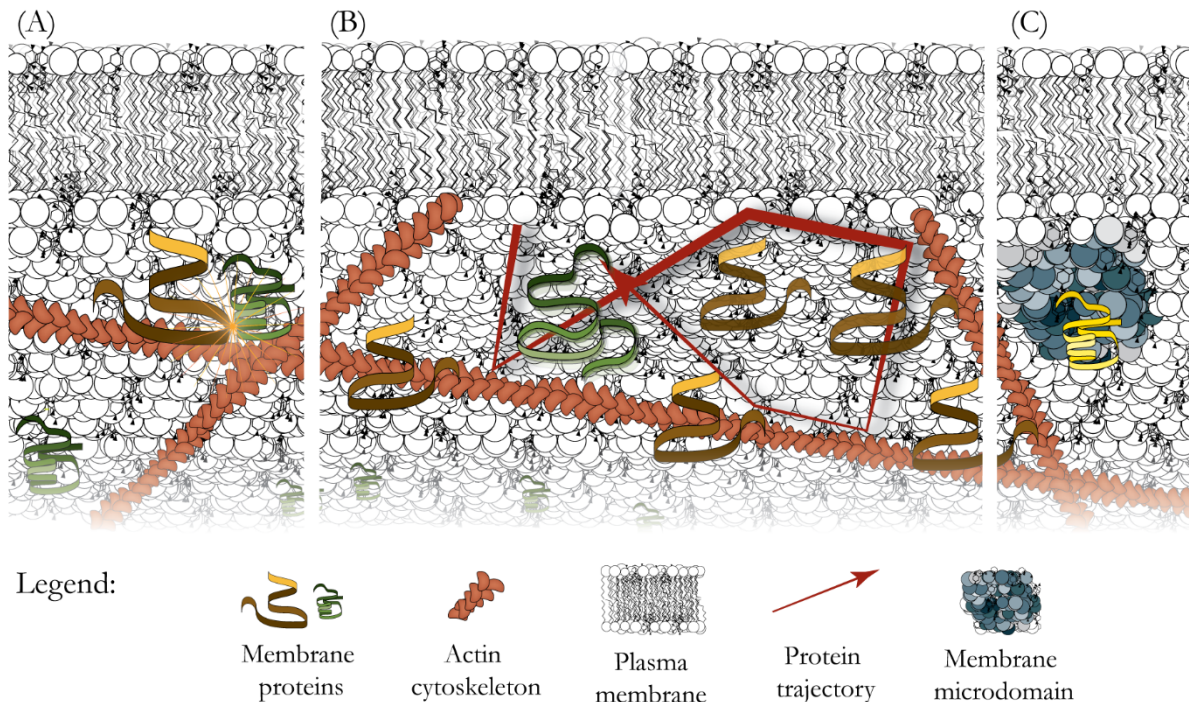 (A)
(B)
(C)
Legend:
Membrane
proteins
Actin
cytoskeleton
Plasma
membrane
Protein
trajectory
Membrane
microdomain